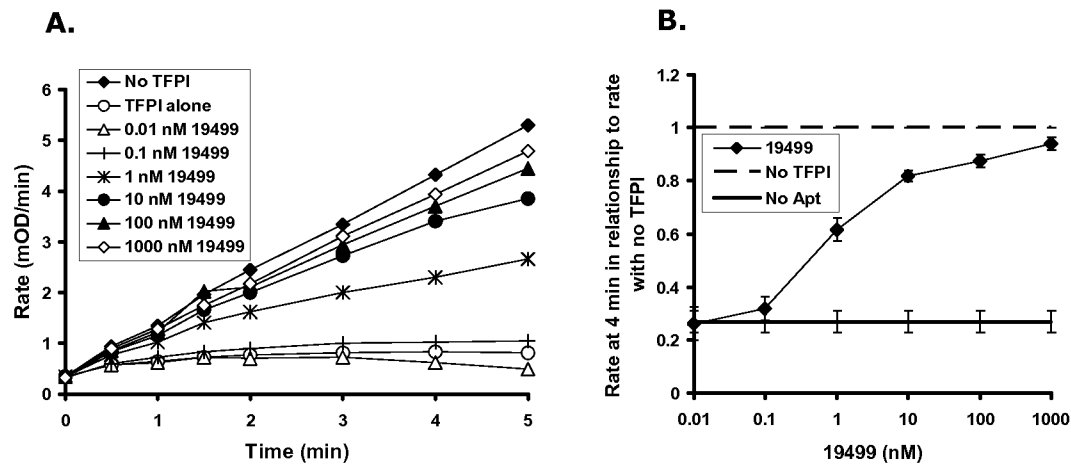 A.
No TFPI
TFPI alone
0.01 nM 19499
0.1 nM 19499
1 nM 19499
10 nM 19499
100 nM 19499
1000 nM 19499
6
5
4
3
2
1
0
Rate (mOD/min)
0 1 2 3 4 5
Time (min)
B.
1.2
1
0.8
0.6
0.4
0.2
0
Rate at 4 min in relationship to rate
with no TFPI
19499
No TFPI
No Apt
0.01 0.1 1 10 100 1000
19499 (nM)